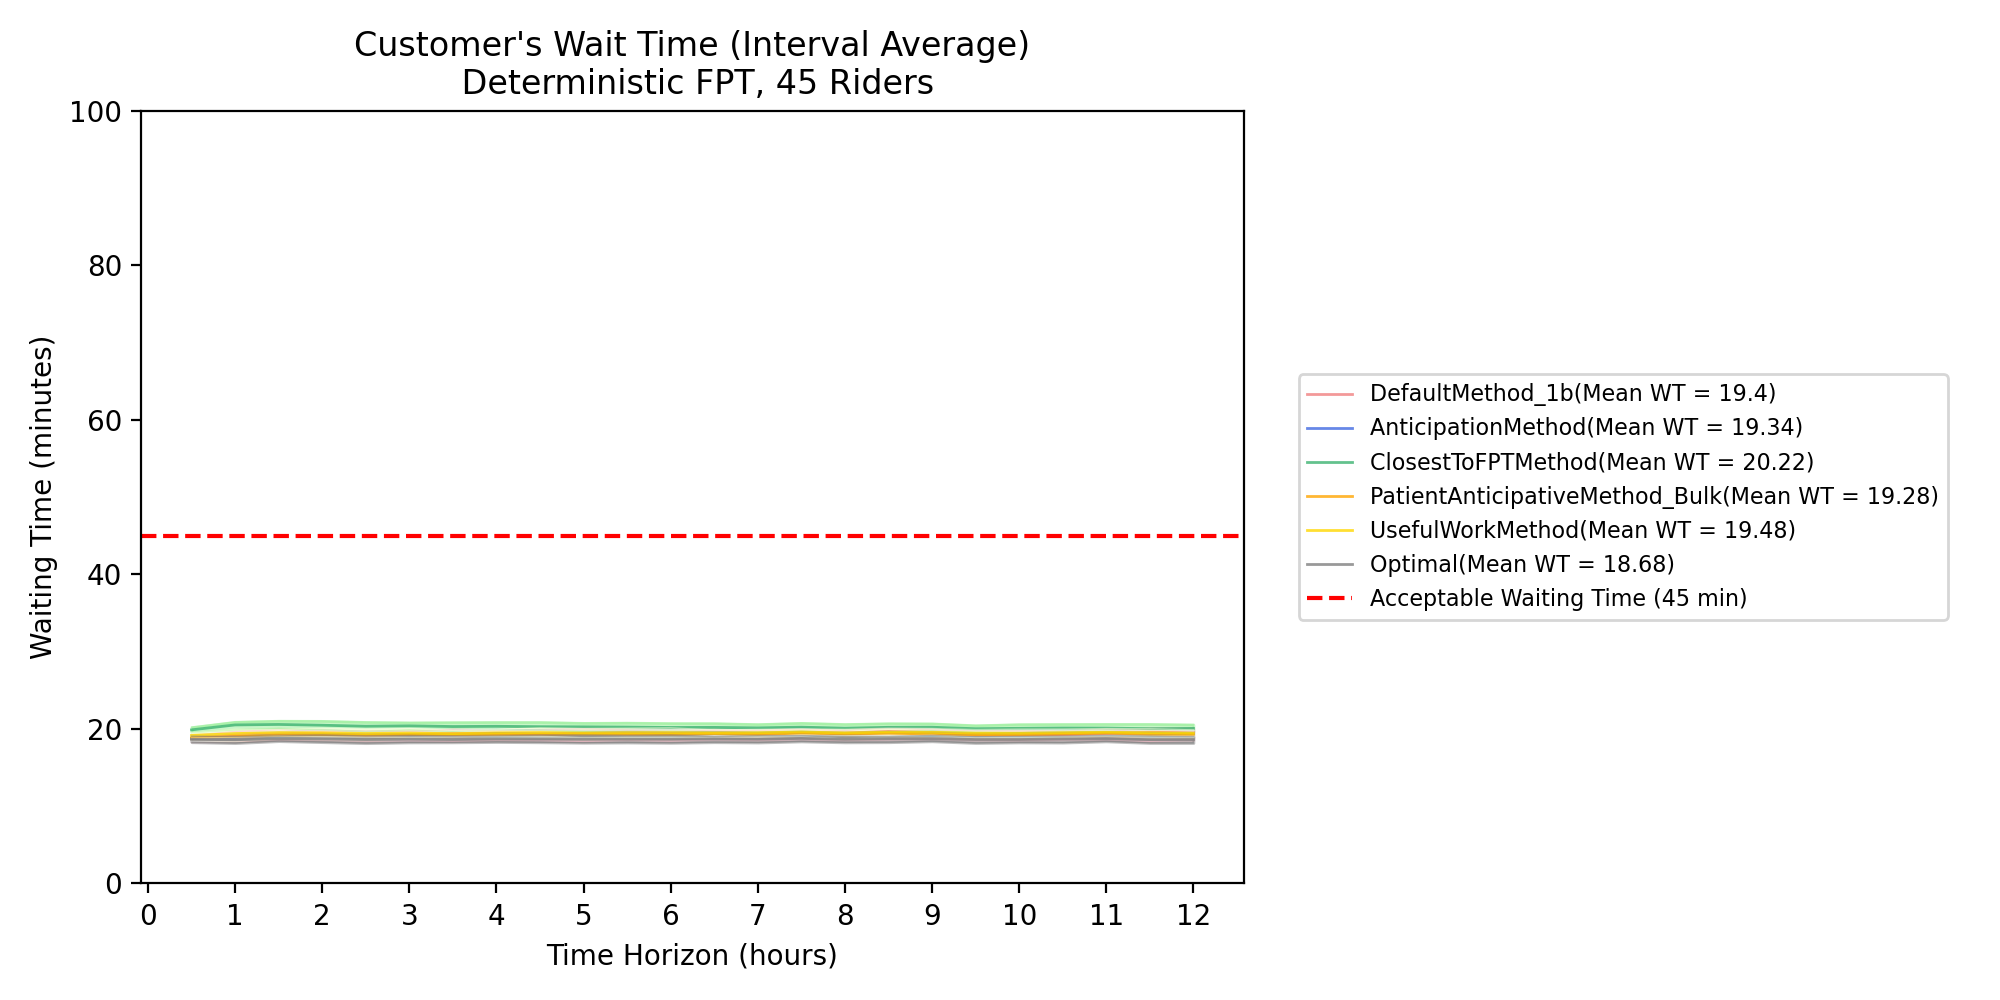 Customer's Wait Time (Interval Average)
Deterministic FPT, 45 Riders
100
80
60
40
20
0
Waiting Time (minutes)
0 1 2 3 4 5 6 7 8 9 10 11 12
Time Horizon (hours)
DefaultMethod_1b(Mean WT = 19.4)
AnticipationMethod(Mean WT = 19.34)
ClosestToFPTMethod(Mean WT = 20.22)
PatientAnticipativeMethod_Bulk(Mean WT = 19.28)
UsefulWorkMethod(Mean WT = 19.48)
Optimal(Mean WT = 18.68)
Acceptable Waiting Time (45 min)